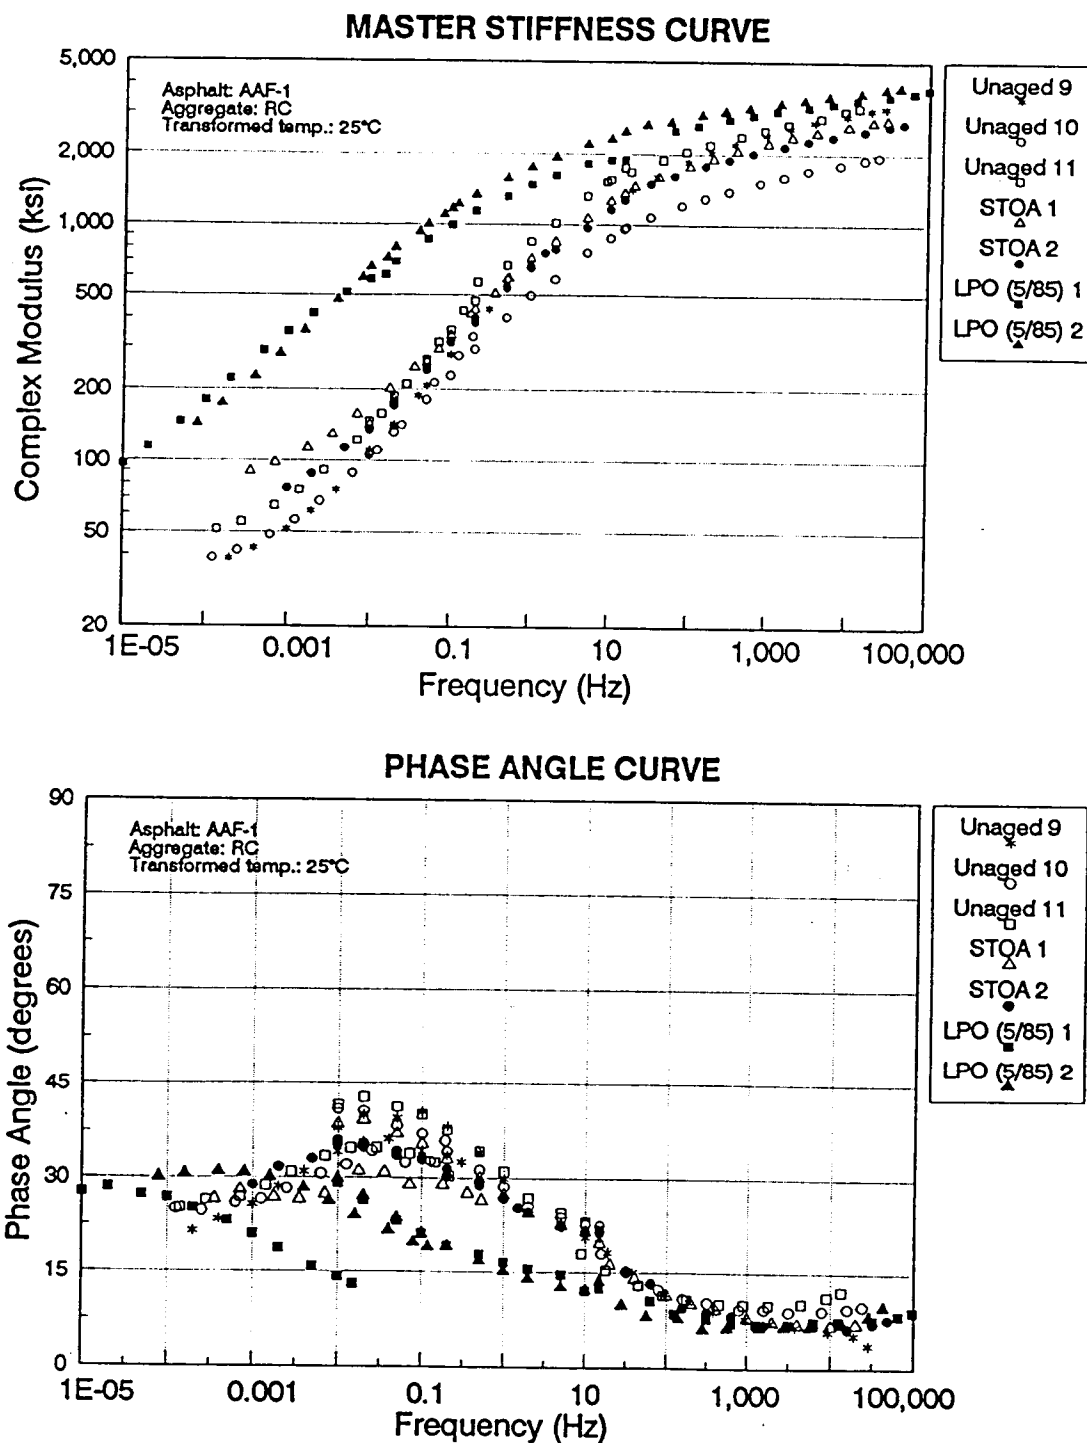 MASTER STIFFNESS CURVE
5,000
2,000
1,000
500
200
100
50
20
Complex Modulus (ksi)
Asphalt: AAF-1
Aggregate: RC
Transformed temp.: 25°C
1E-05
0.001
0.1
10
1,000
100,000
Frequency (Hz)
Unaged 9
Unaged 10
Unaged 11
STOA 1
STOA 2
LPO (5/85) 1
LPO (5/85) 2
PHASE ANGLE CURVE
90
75
60
45
30
15
0
Phase Angle (degrees)
Asphalt: AAF-1
Aggregate: RC
Transformed temp.: 25°C
1E-05
0.001
0.1
10
1,000
100,000
Frequency (Hz)
Unaged 9
Unaged 10
Unaged 11
STOA 1
STOA 2
LPO (5/85) 1
LPO (5/85) 2